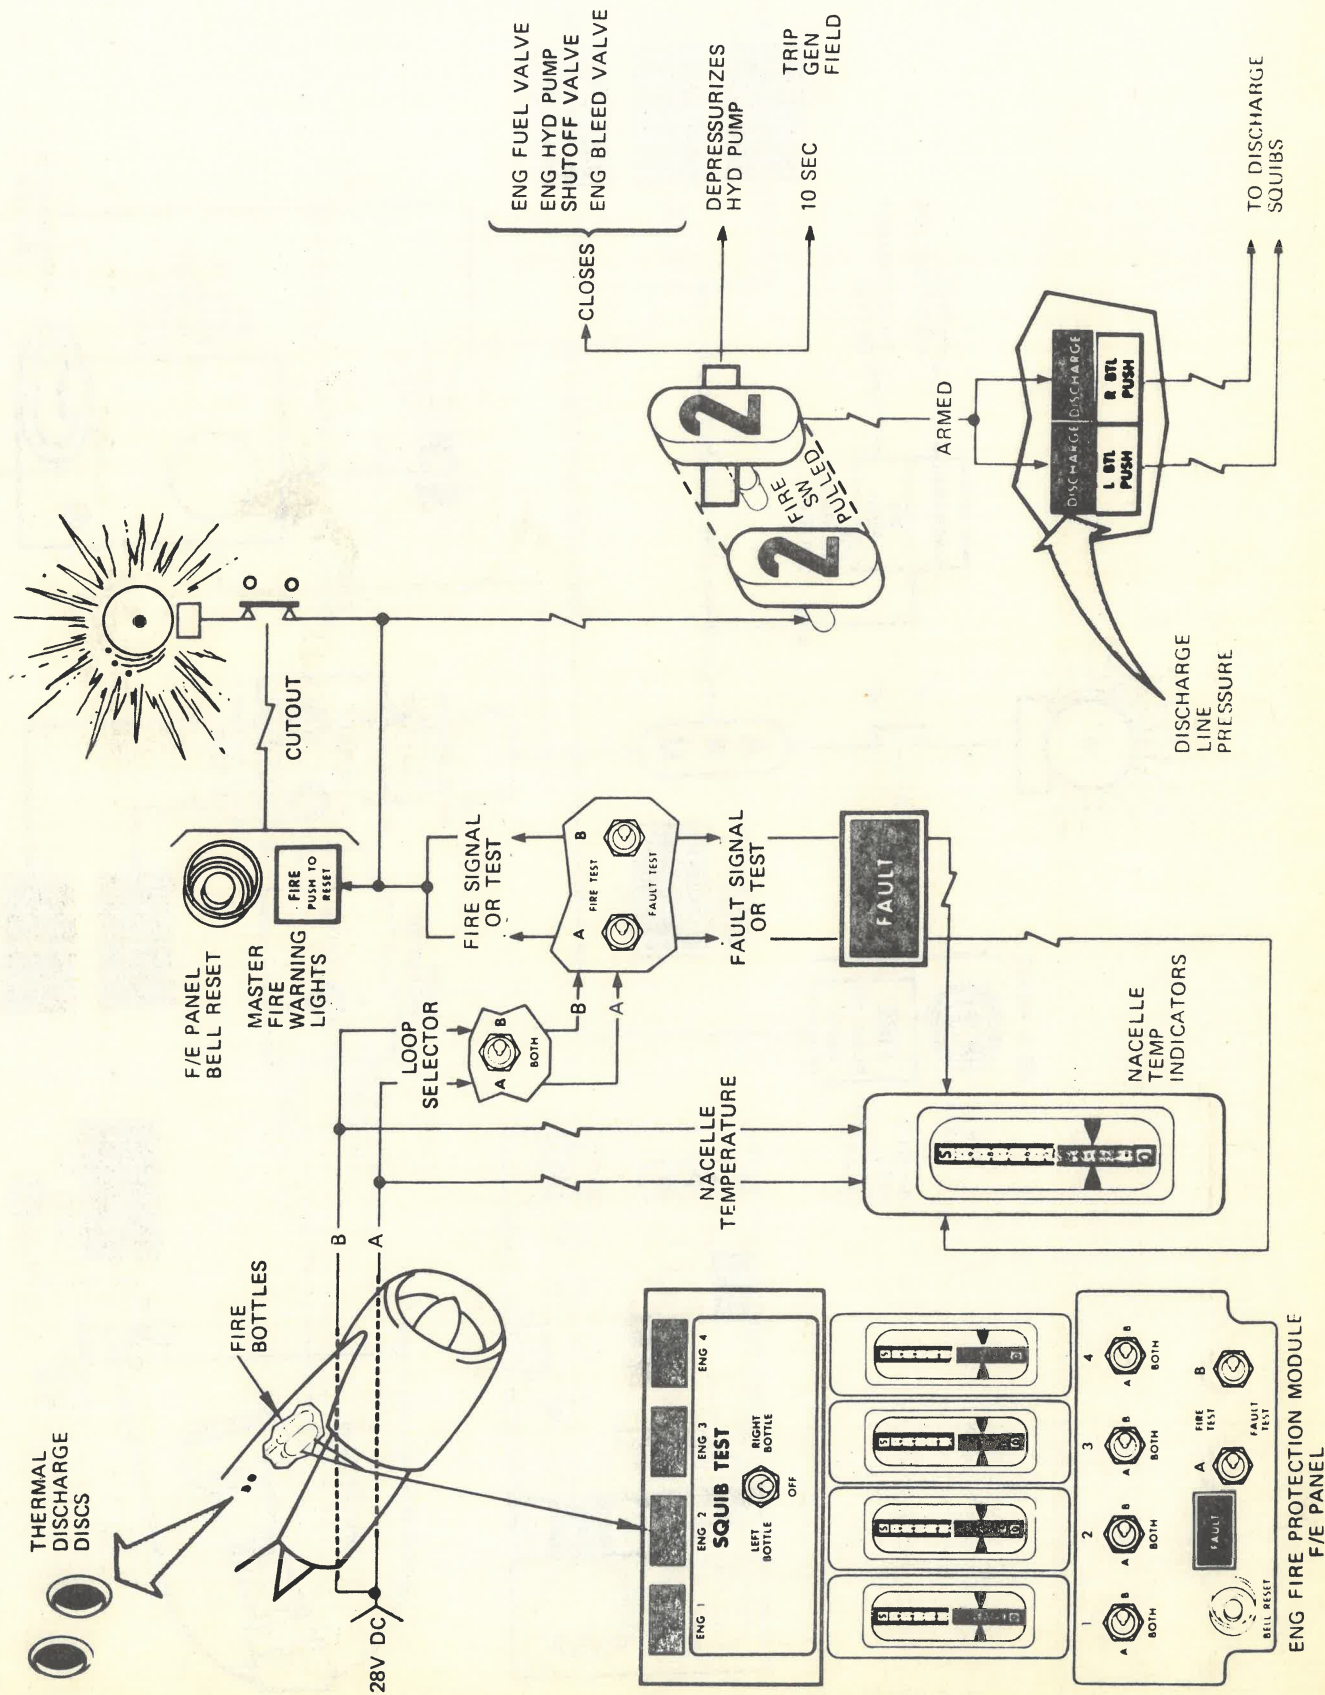 THERMAL
DISCHARGE
DISCS
FIRE
BOTTLES
28V DC
B
A
F/E PANEL
BELL RESET
MASTER
FIRE
WARNING
LIGHTS
FIRE
PUSH TO
RESET
CUTOUT
LOOP
SELECTOR
A
B
BOTH
B
A
FIRE SIGNAL
OR TEST
A
B
FIRE TEST
FAULT TEST
FAULT SIGNAL
OR TEST
FAULT
NACELLE
TEMPERATURE
NACELLE
TEMP
INDICATORS
2
2
FIRE
SW
PULLED
CLOSES
ENG FUEL VALVE
ENG HYD PUMP
SHUTOFF VALVE
ENG BLEED VALVE
DEPRESSURIZES
HYD PUMP
10 SEC
TRIP
GEN
FIELD
ARMED
DISCHARGE
DISCHARGE
L BTL
PUSH
R BTL
PUSH
DISCHARGE
LINE
PRESSURE
TO DISCHARGE
SQUIBS
ENG 1
ENG 2
ENG 3
ENG 4
SQUIB TEST
LEFT
BOTTLE
RIGHT
BOTTLE
OFF
1
2
3
4
A
B
BOTH
A
B
BOTH
A
B
BOTH
A
B
BOTH
BELL RESET
FAULT
A
B
FIRE
TEST
FAULT
TEST
ENG FIRE PROTECTION MODULE
F/E PANEL